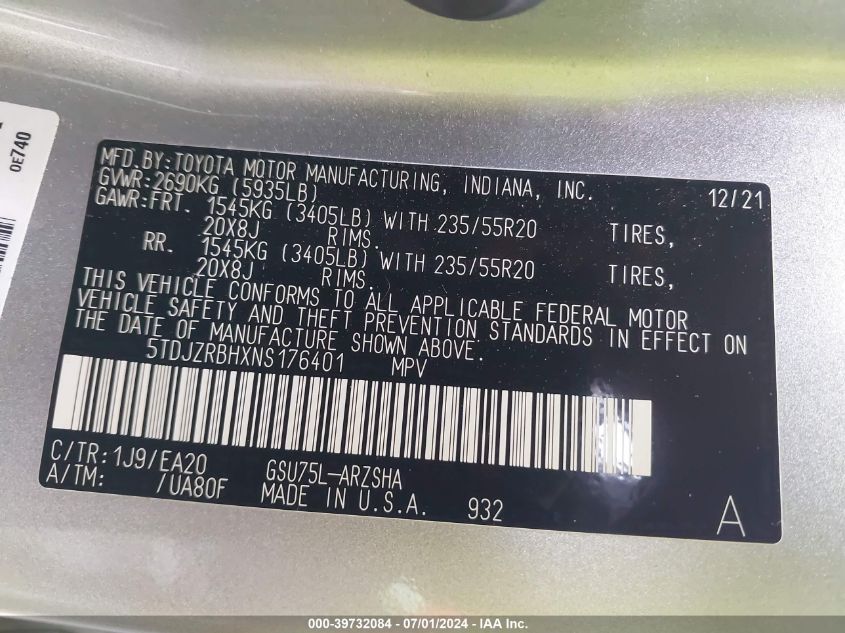 0E740
MFD.BY:TOYOTA MOTOR MANUFACTURING, INDIANA, INC. 12/21
GVWR:2690KG (5935LB)
GAWR:FRT. 1545KG (3405LB) WITH 235/55R20 TIRES,
20X8J RIMS.
RR. 1545KG (3405LB) WITH 235/55R20 TIRES,
20X8J RIMS.
THIS VEHICLE CONFORMS TO ALL APPLICABLE FEDERAL MOTOR
VEHICLE SAFETY AND THEFT PREVENTION STANDARDS IN EFFECT ON
THE DATE OF MANUFACTURE SHOWN ABOVE.
5TDJZRBHXNS176401 MPV
C/TR:1J9/EA20 GSU75L-ARZSHA
A/TM: /UA80F MADE IN U.S.A. 932 A
000-39732084 - 07/01/2024 - IAAI - U.S. - Inc.